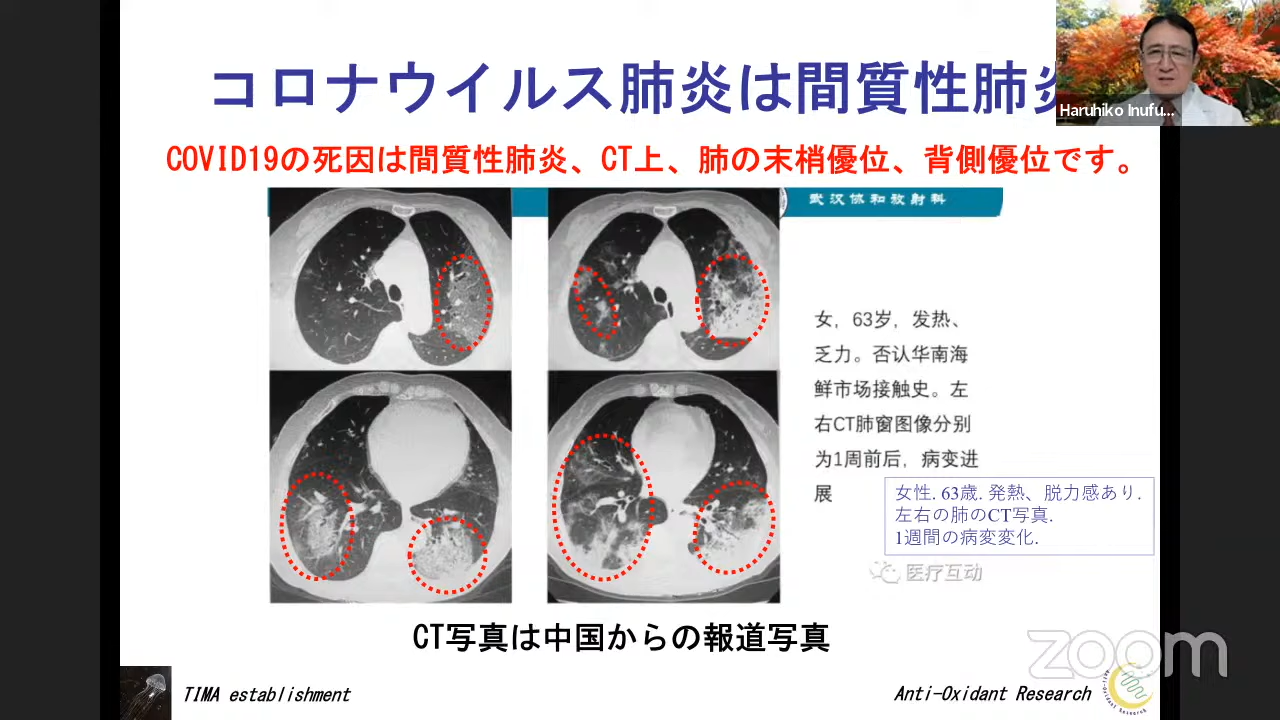 コロナウイルス肺炎は間質性肺炎
Haruhiko Inufu...
COVID19の死因は間質性肺炎、CT上、肺の末梢優位、背側優位です。
武汉协和放射科
女，63岁，发热、
乏力。否认华南海
鲜市场接触史。左
右CT肺窗图像分别
为1周前后，病变进
展
女性. 63歳. 発熱、脱力感あり.
左右の肺のCT写真.
1週間の病変変化.
医疗互动
CT写真は中国からの報道写真
zoom
TIMA establishment
Anti-Oxidant Research